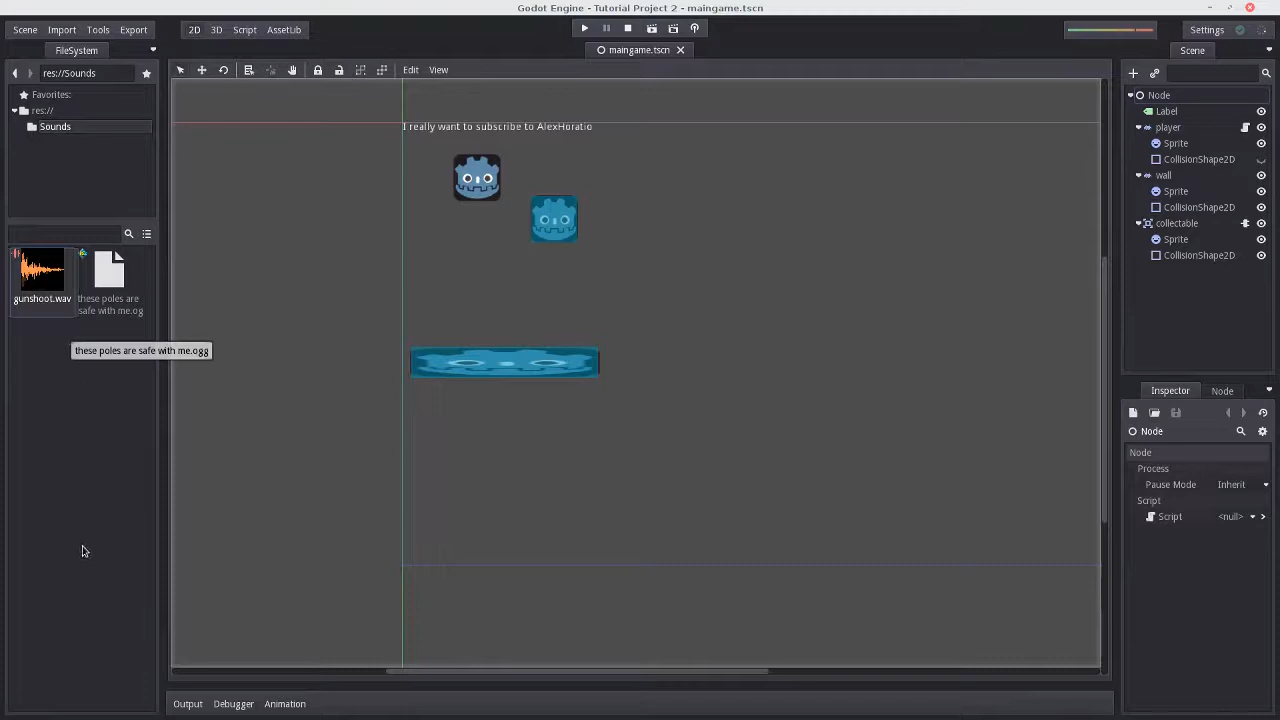 Godot Engine - Tutorial Project 2 - maingame.tscn
Scene Import Tools Export
2D 3D Script AssetLib
Settings
FileSystem
maingame.tscn
Scene
res://Sounds
Edit View
Favorites:
res://
Sounds
gunshoot.wav
these poles are
safe with me.og
these poles are safe with me.ogg
I really want to subscribe to AlexHoratio
Node
Label
player
Sprite
CollisionShape2D
wall
Sprite
CollisionShape2D
collectable
Sprite
CollisionShape2D
Inspector Node
Node
Node
Process
Pause Mode Inherit
Script
Script <null>
Output Debugger Animation